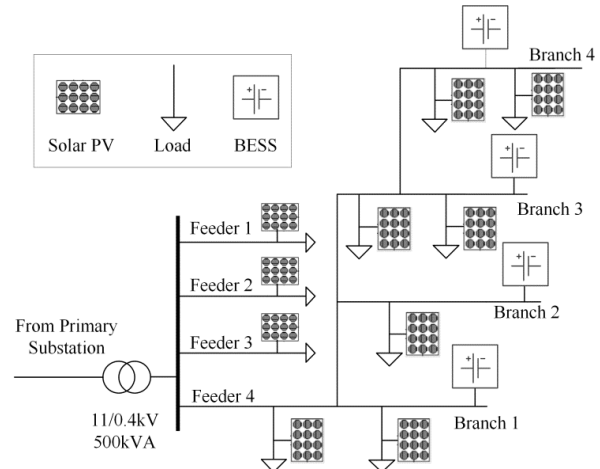 Branch 4
Solar PV
Load
BESS
Branch 3
Feeder 1
Feeder 2
Branch 2
From Primary
Substation
Feeder 3
Feeder 4
Branch 1
11/0.4kV
500kVA